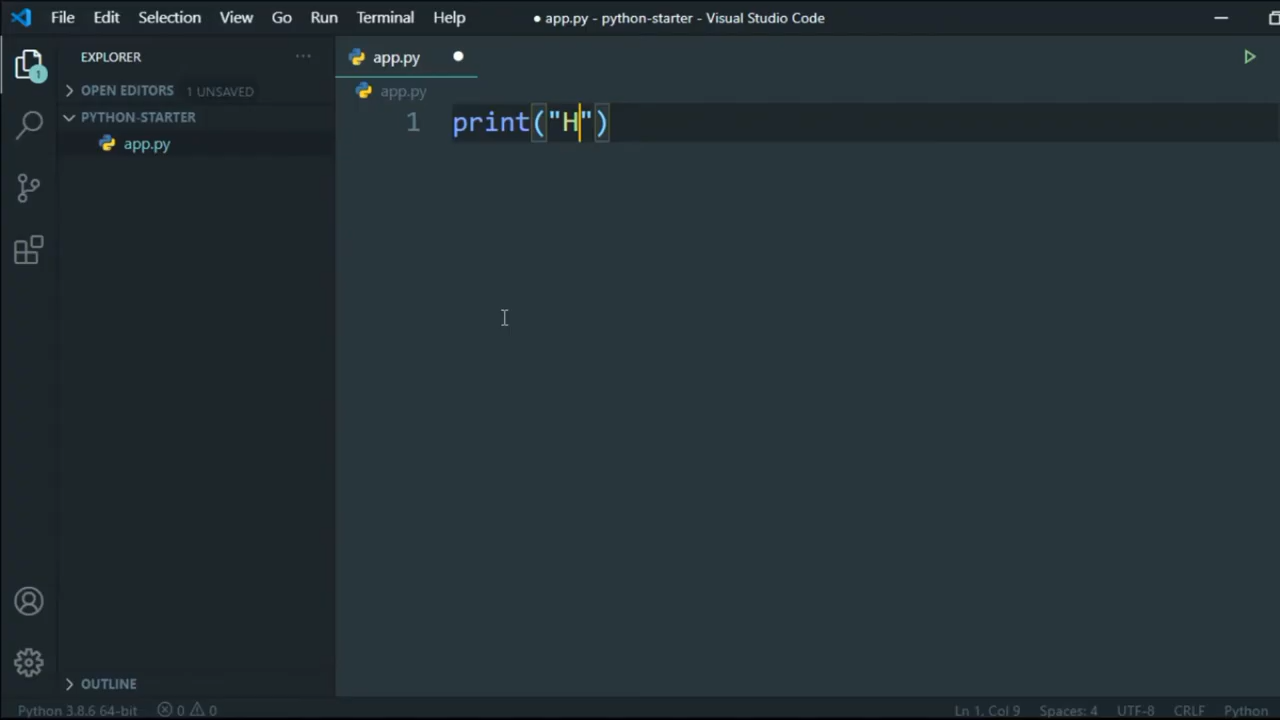 File Edit Selection View Go Run Terminal Help ● app.py - python-starter - Visual Studio Code
EXPLORER ···
app.py
1
OPEN EDITORS 1 UNSAVED
app.py
PYTHON-STARTER
1 print("H")
app.py
OUTLINE
Python 3.8.6 64-bit 0 0 Ln 1, Col 9 Spaces: 4 UTF-8 CRLF Python